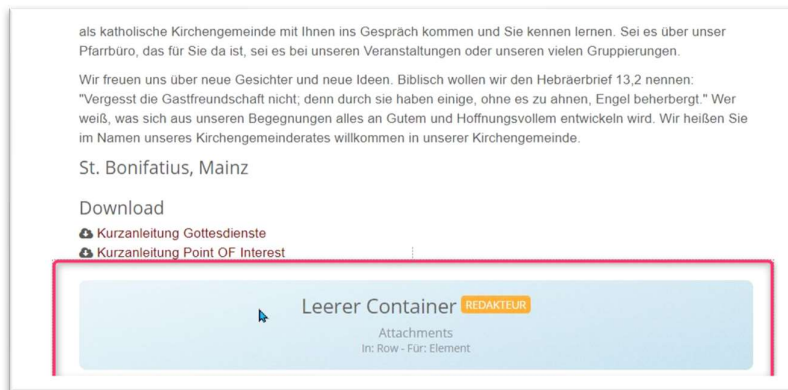 als katholische Kirchengemeinde mit Ihnen ins Gespräch kommen und Sie kennen lernen. Sei es über unser
Pfarrbüro, das für Sie da ist, sei es bei unseren Veranstaltungen oder unseren vielen Gruppierungen.
Wir freuen uns über neue Gesichter und neue Ideen. Biblisch wollen wir den Hebräerbrief 13,2 nennen:
"Vergesst die Gastfreundschaft nicht; denn durch sie haben einige, ohne es zu ahnen, Engel beherbergt." Wer
weiß, was sich aus unseren Begegnungen alles an Gutem und Hoffnungsvollem entwickeln wird. Wir heißen Sie
im Namen unseres Kirchengemeinderates willkommen in unserer Kirchengemeinde.
St. Bonifatius, Mainz
Download
Kurzanleitung Gottesdienste
Kurzanleitung Point OF Interest
Leerer Container REDAKTEUR
Attachments
In: Row - Für: Element